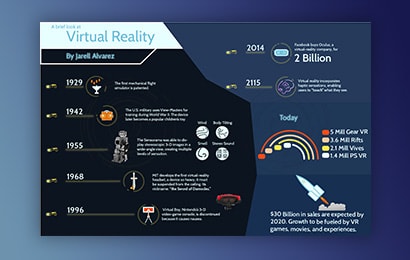 A brief look at
Virtual Reality
By Jarell Alvarez
1929
The first mechanical flight
emulator is patented.
1942
The U.S. military uses View-Masters for
training during World War II. The device
later becomes a popular children's toy.
1955
The Sensorama was able to dis-
play stereoscopic 3-D images in a
wide-angle view, creating multiple
levels of sensation.
Wind
Body Tilting
Smell
Stereo Sound
1968
MIT develops the first virtual-reality
headset, a device so heavy, it must be
suspended from the ceiling. Its
nickname: "the Sword of Damocles."
1996
Virtual Boy, Nintendo's 3-D
video-game console, is discontinued
because it causes nausea.
2014
Facebook buys Oculus, a
virtual-reality company, for
2 Billion
2115
Virtual reality incorporates
haptic sensations, enabling
users to "touch" what they see.
Today
5 Mill Gear VR
3.6 Mill Rifts
2.1 Mill Vives
1.4 Mill PS VR
$30 Billion in sales are expected by
2020. Growth to be fueled by VR
games, movies, and experiences.